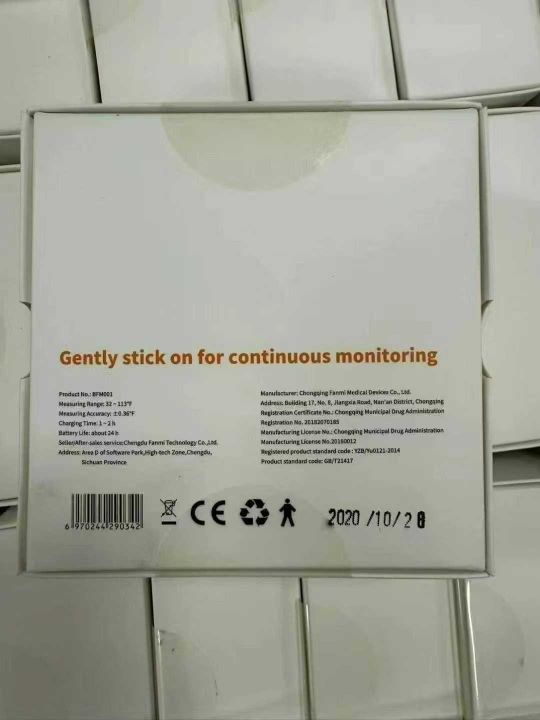 Gently stick on for continuous monitoring
Product No.: BFM001
Measuring Range: 32 ~ 113°F
Measuring Accuracy: ±0.36°F
Charging Time: 1 ~ 2 h
Battery Life: about 24 h
Seller/After-sales service:Chengdu Fanmi Technology Co.,Ltd.
Address: Area D of Software Park,High-tech Zone,Chengdu,
Sichuan Province
Manufacturer: Chongqing Fanmi Medical Devices Co., Ltd.
Address: Building 17, No. 8, Jiangxia Road, Nan'an District, Chongqing
Registration Certificate No.: Chongqing Municipal Drug Administration
Registration No. 20182070185
Manufacturing License No.: Chongqing Municipal Drug Administration
Manufacturing License No.20160012
Registered product standard code : YZB/Yu0121-2014
Product standard code: GB/T21417
6 970244 290342
CE
2020 /10/28